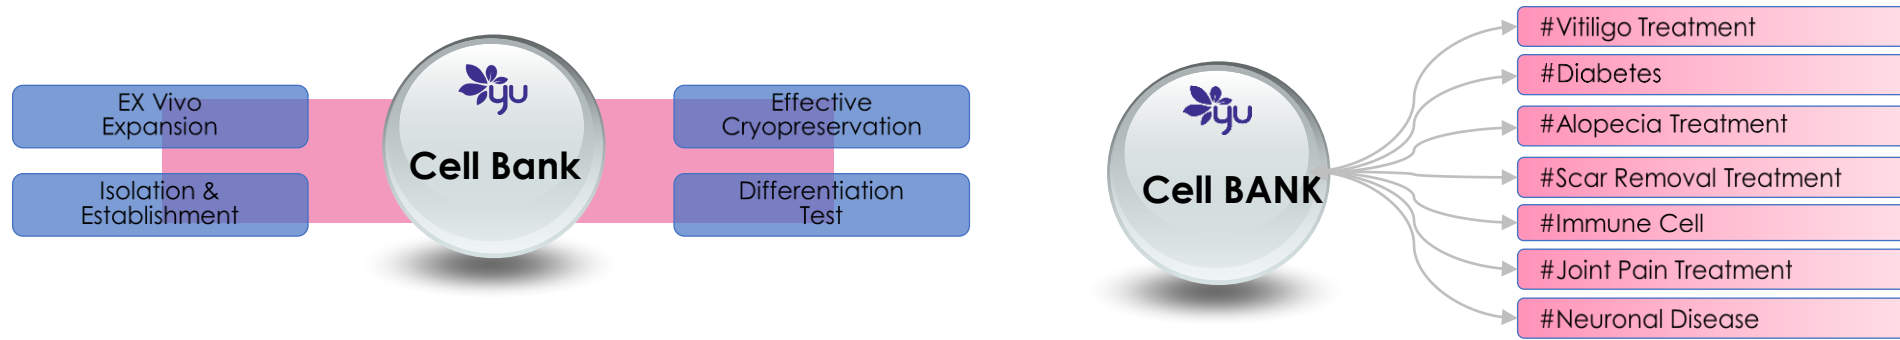 EX Vivo
Expansion
Isolation &
Establishment
yu
Cell Bank
Effective
Cryopreservation
Differentiation
Test
yu
Cell BANK
#Vitiligo Treatment
#Diabetes
#Alopecia Treatment
#Scar Removal Treatment
#Immune Cell
#Joint Pain Treatment
#Neuronal Disease